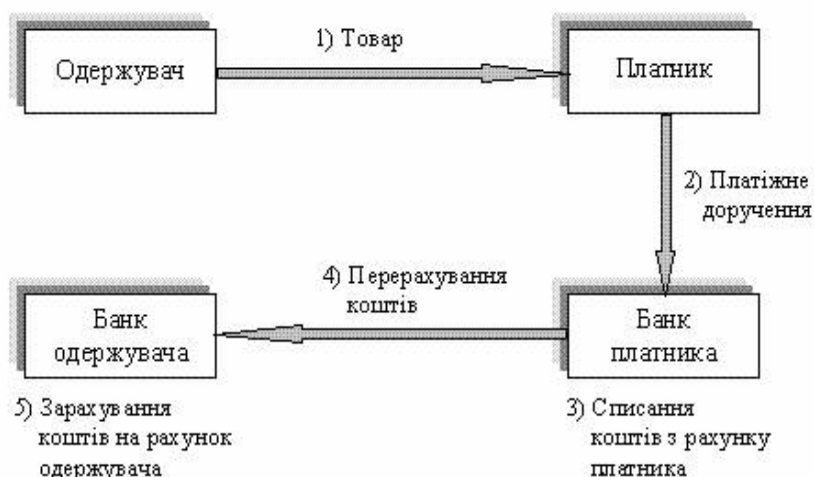 1) Товар
Одержувач
Платник
2) Платіжне
доручення
4) Перерахування
коштів
Банк
одержувача
Банк
платника
5) Зарахування
коштів на рахунок
одержувача
3) Списання
коштів з рахунку
платника